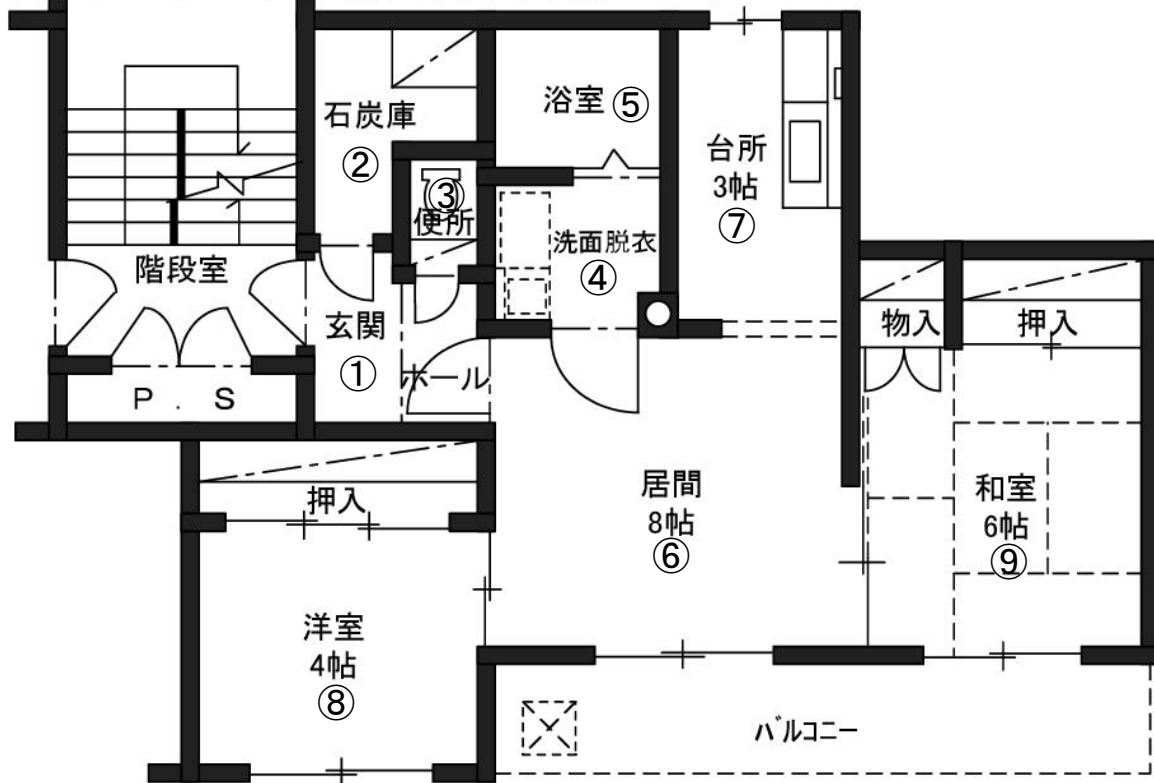 石炭庫
②
浴室 ⑤
台所
3帖
⑦
③
便所
洗面脱衣
④
階段室
玄関
①
ホール
P . S
物入
押入
押入
居間
8帖
⑥
和室
6帖
⑨
洋室
4帖
⑧
バルコニー